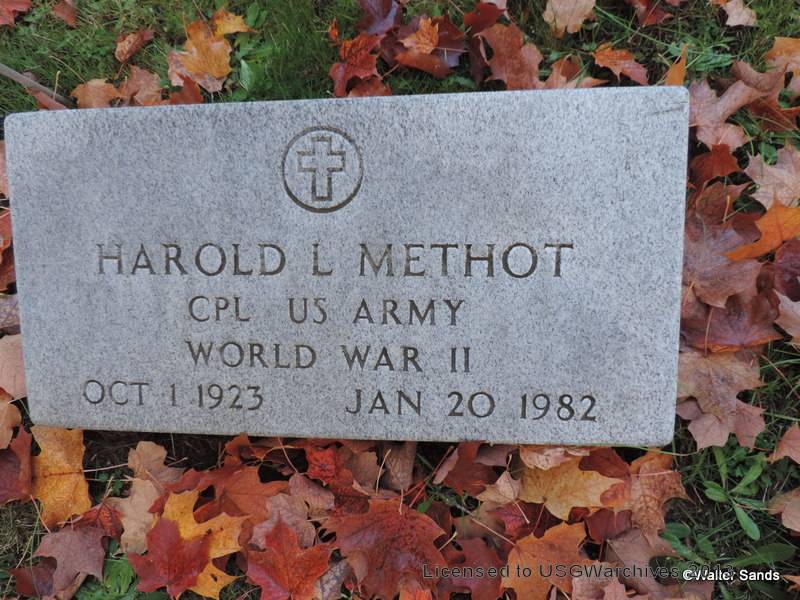 HAROLD L METHOT
CPL US ARMY
WORLD WAR II
OCT 1 1923 JAN 20 1982
Licensed to USGWarchives 2013
©Walter, Sands